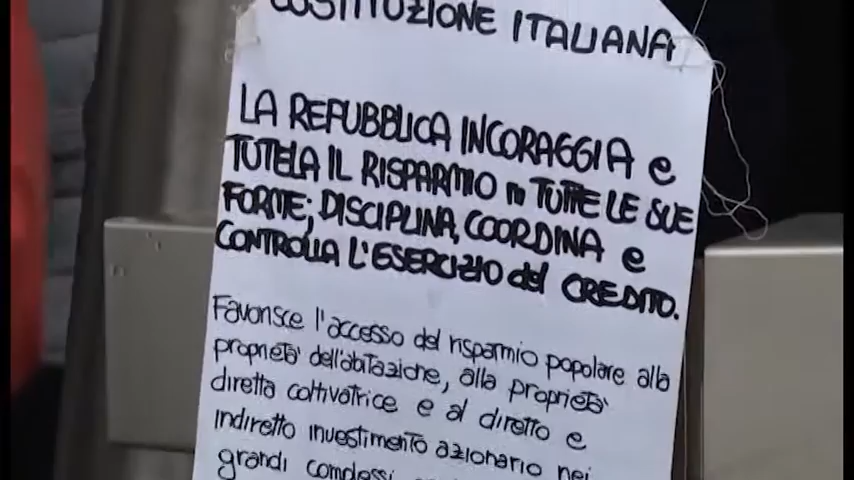 COSTITUZIONE ITALIANA
LA REPUBBLICA INCORAGGIA e
TUTELA IL RISPARMIO in TUTTE LE SUE
FORME; DISCIPLINA, COORDINA e
CONTROLLA L'ESERCIZIO del CREDITO.
Favorisce l'accesso del risparmio popolare alla
proprietà dell'abitazione, alla proprietà
diretta coltivatrice e al diretto e
indiretto investimento azionario nei
grandi complessi